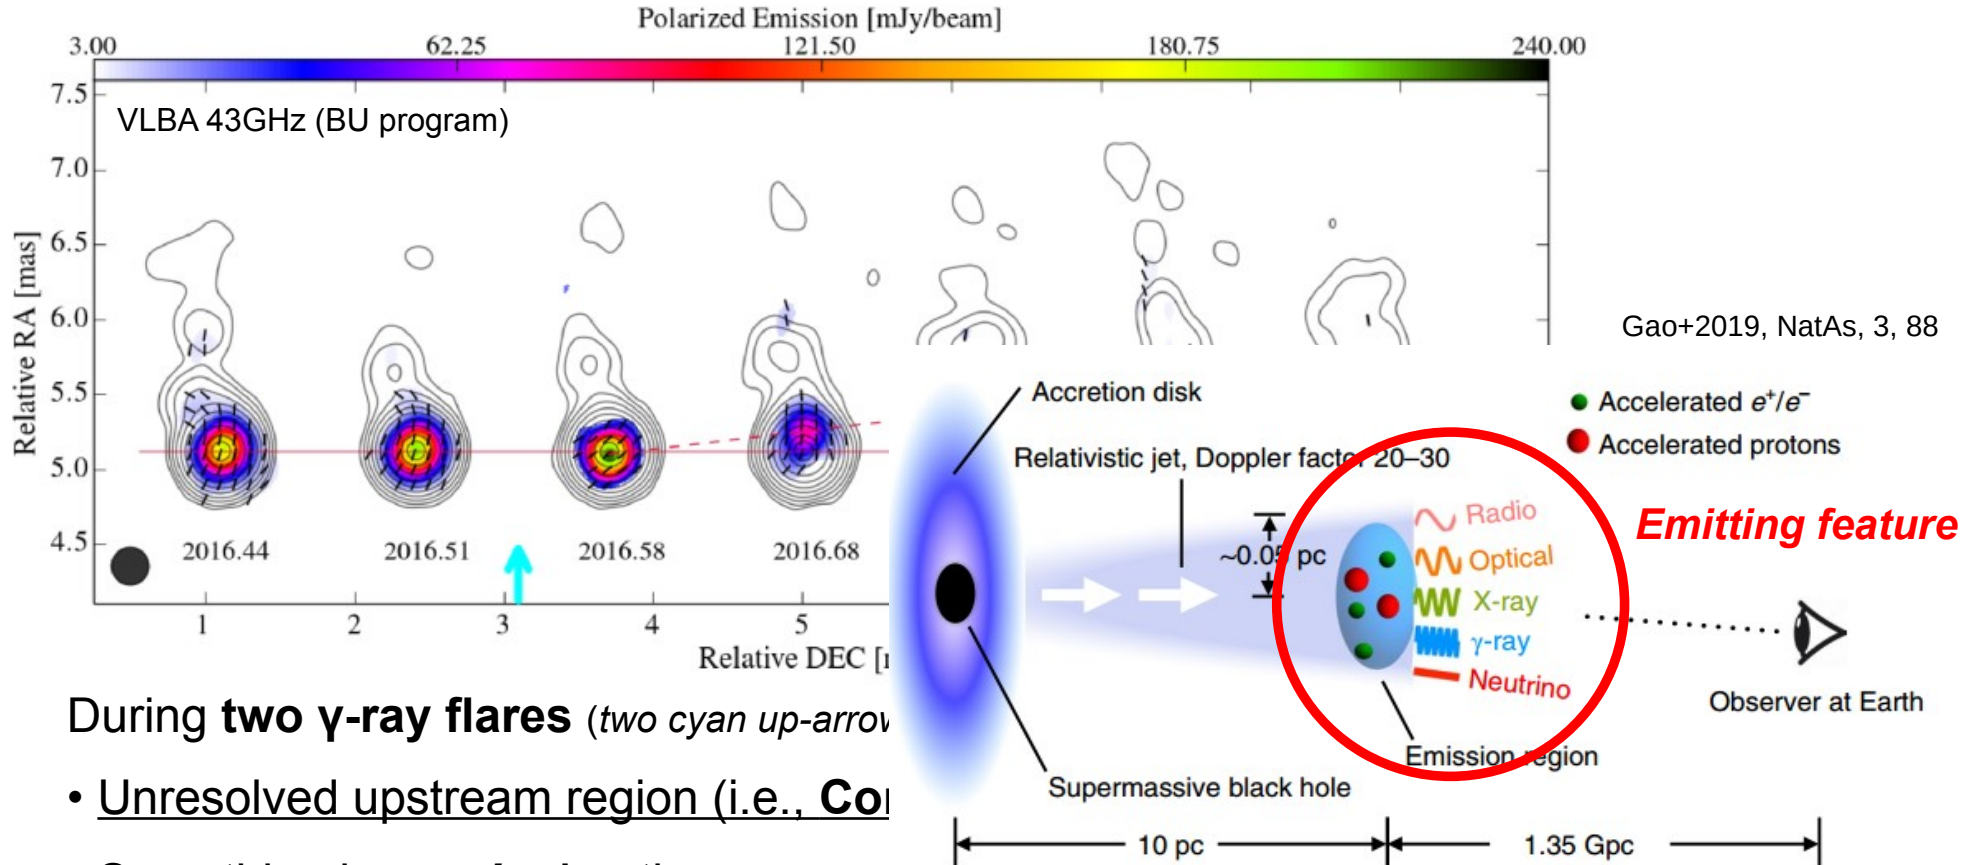 Polarized Emission [mJy/beam]
3.00 62.25 121.50 180.75 240.00
VLBA 43GHz (BU program)
7.5
7.0
6.5
6.0
5.5
5.0
4.5
Relative RA [mas]
2016.44 2016.51 2016.58 2016.68
1 2 3 4 5
Relative DEC [
During two γ-ray flares (two cyan up-arrow
• Unresolved upstream region (i.e.,
Gao+2019, NatAs, 3, 88
Accretion disk
Accelerated e⁺/e⁻
Accelerated protons
Relativistic jet, Doppler factor 20–30
~0.05 pc
Radio
Optical
X-ray
γ-ray
Neutrino
Emitting feature
Observer at Earth
Emission region
Supermassive black hole
10 pc
1.35 Gpc